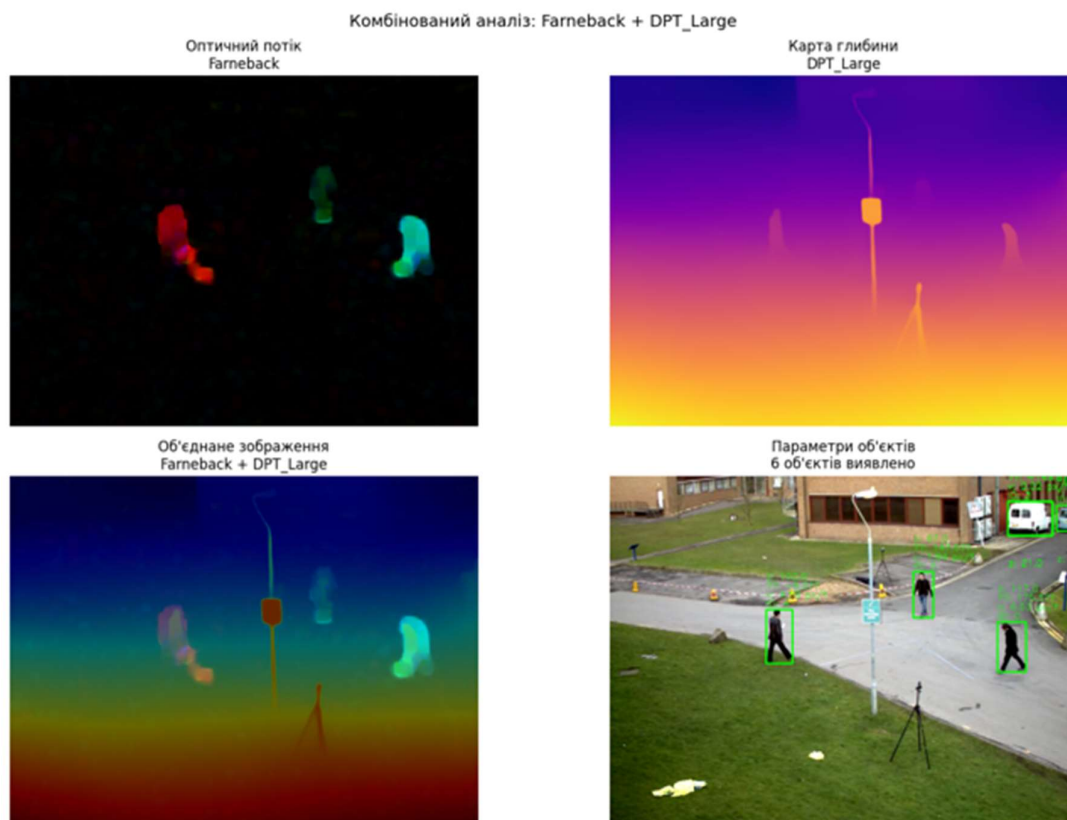 Комбінований аналіз: Farneback + DPT_Large
Оптичний потік
Farneback
Карта глибини
DPT_Large
Об'єднане зображення
Farneback + DPT_Large
Параметри об'єктів
6 об'єктів виявлено